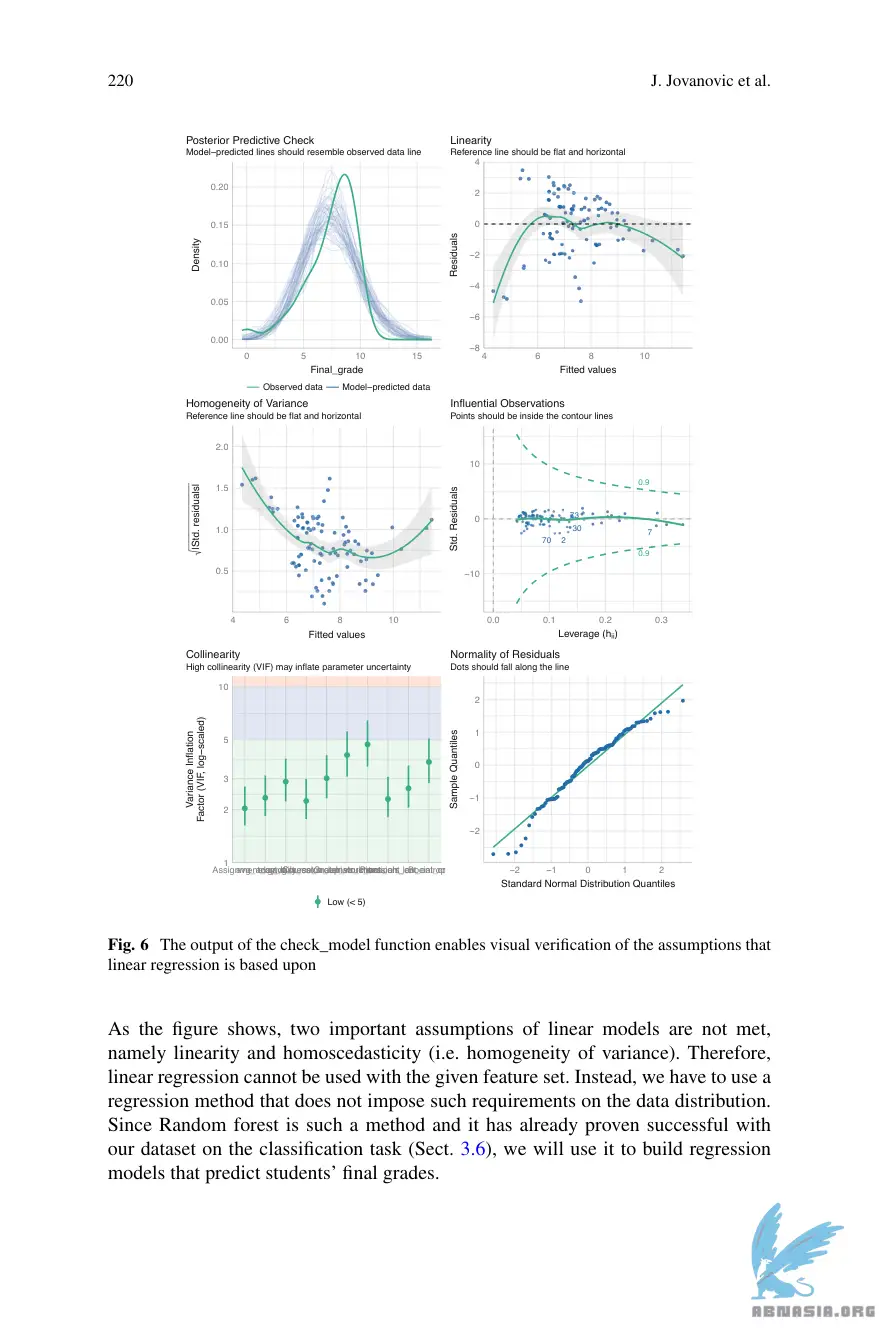 220
J. Jovanovic et al.
Posterior Predictive Check
Model−predicted lines should resemble observed data line
0.20
0.15
0.10
0.05
0.00
Density
0 5 10 15
Final_grade
Observed data Model−predicted data
Linearity
Reference line should be flat and horizontal
4
2
0
−2
−4
−6
−8
Residuals
4 6 8 10
Fitted values
Homogeneity of Variance
Reference line should be flat and horizontal
2.0
1.5
1.0
0.5
√|Std. residuals|
4 6 8 10
Fitted values
Influential Observations
Points should be inside the contour lines
10
0
−10
Std. Residuals
0.9
73
30
70 2
7
0.9
0.0 0.1 0.2 0.3
Leverage (hᵢᵢ)
Collinearity
High collinearity (VIF) may inflate parameter uncertainty
10
5
3
2
1
Variance Inflation
Factor (VIF, log−scaled)
Low (< 5)
Normality of Residuals
Dots should fall along the line
2
1
0
−1
−2
Sample Quantiles
−2 −1 0 1 2
Standard Normal Distribution Quantiles
Fig. 6 The output of the check_model function enables visual verification of the assumptions that
linear regression is based upon
As the figure shows, two important assumptions of linear models are not met,
namely linearity and homoscedasticity (i.e. homogeneity of variance). Therefore,
linear regression cannot be used with the given feature set. Instead, we have to use a
regression method that does not impose such requirements on the data distribution.
Since Random forest is such a method and it has already proven successful with
our dataset on the classification task (Sect. 3.6), we will use it to build regression
models that predict students’ final grades.
ABNASIA.ORG